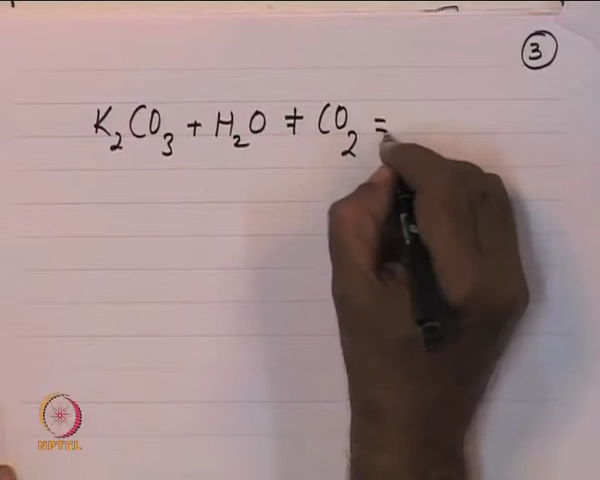 3
K₂CO₃ + H₂O ≠ CO₂ =
NPTEL